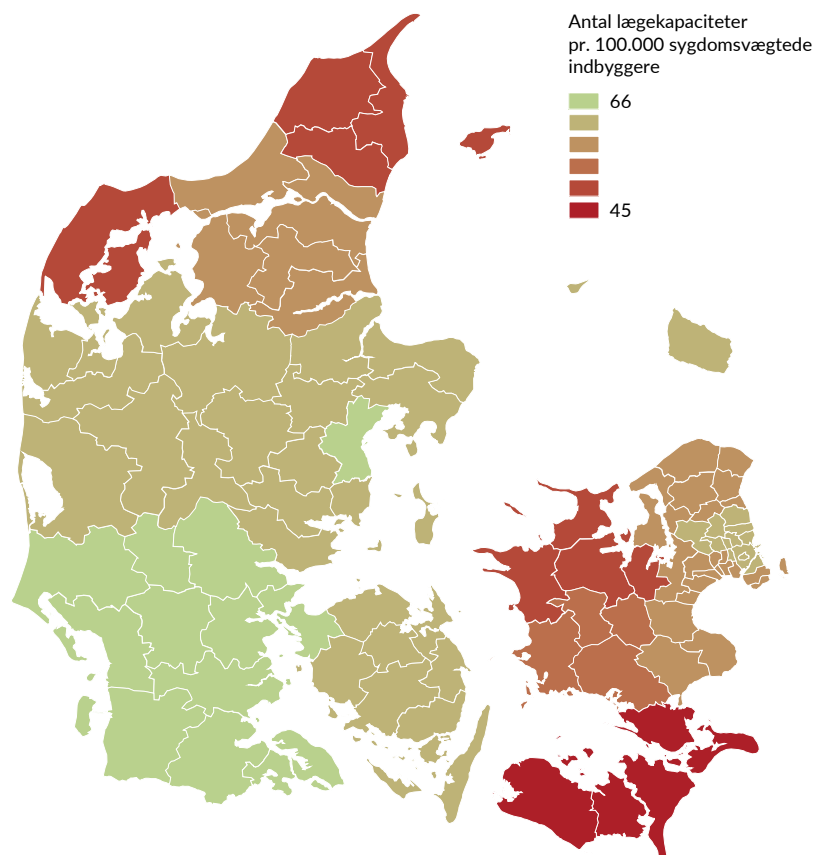 Antal lægekapaciteter
pr. 100.000 sygdomsvægtede
indbyggere
66
45